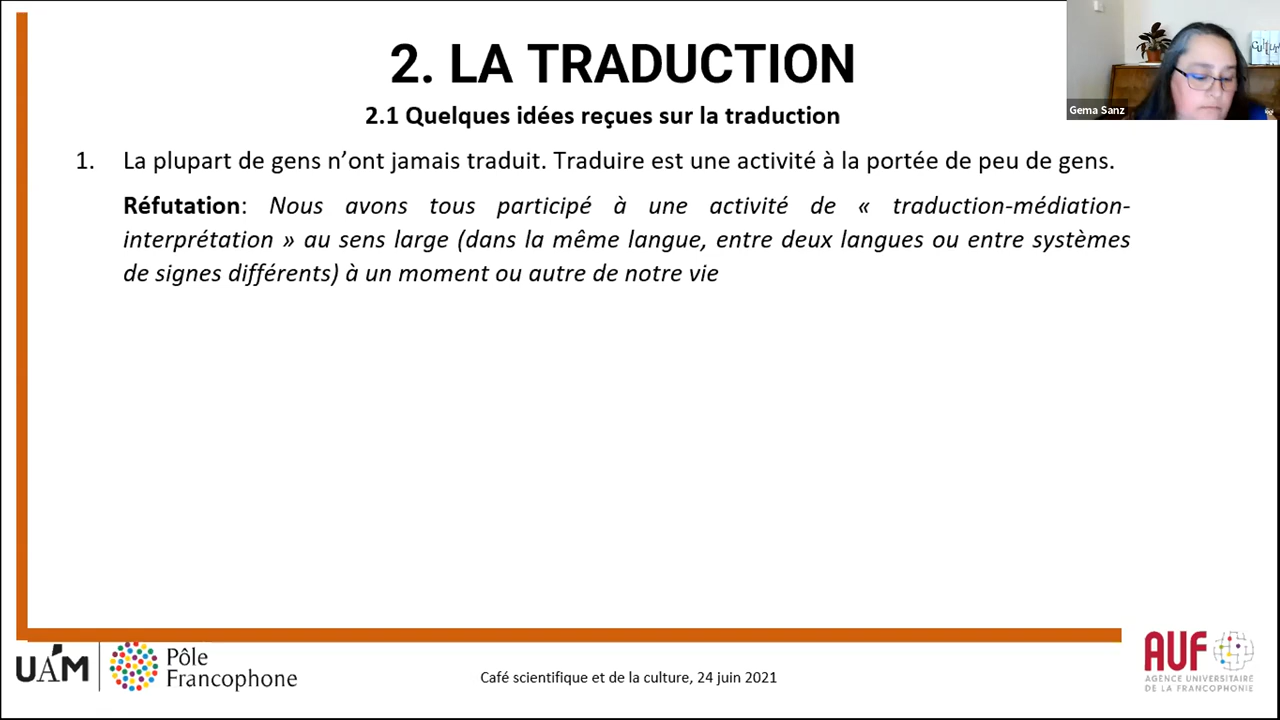 2. LA TRADUCTION
Gema Sanz
2.1 Quelques idées reçues sur la traduction
1. La plupart de gens n’ont jamais traduit. Traduire est une activité à la portée de peu de gens.
Réfutation: Nous avons tous participé à une activité de « traduction-médiation-
interprétation » au sens large (dans la même langue, entre deux langues ou entre systèmes
de signes différents) à un moment ou autre de notre vie
UAM
Pôle
Francophone
Café scientifique et de la culture, 24 juin 2021
AUF
AGENCE UNIVERSITAIRE
DE LA FRANCOPHONIE